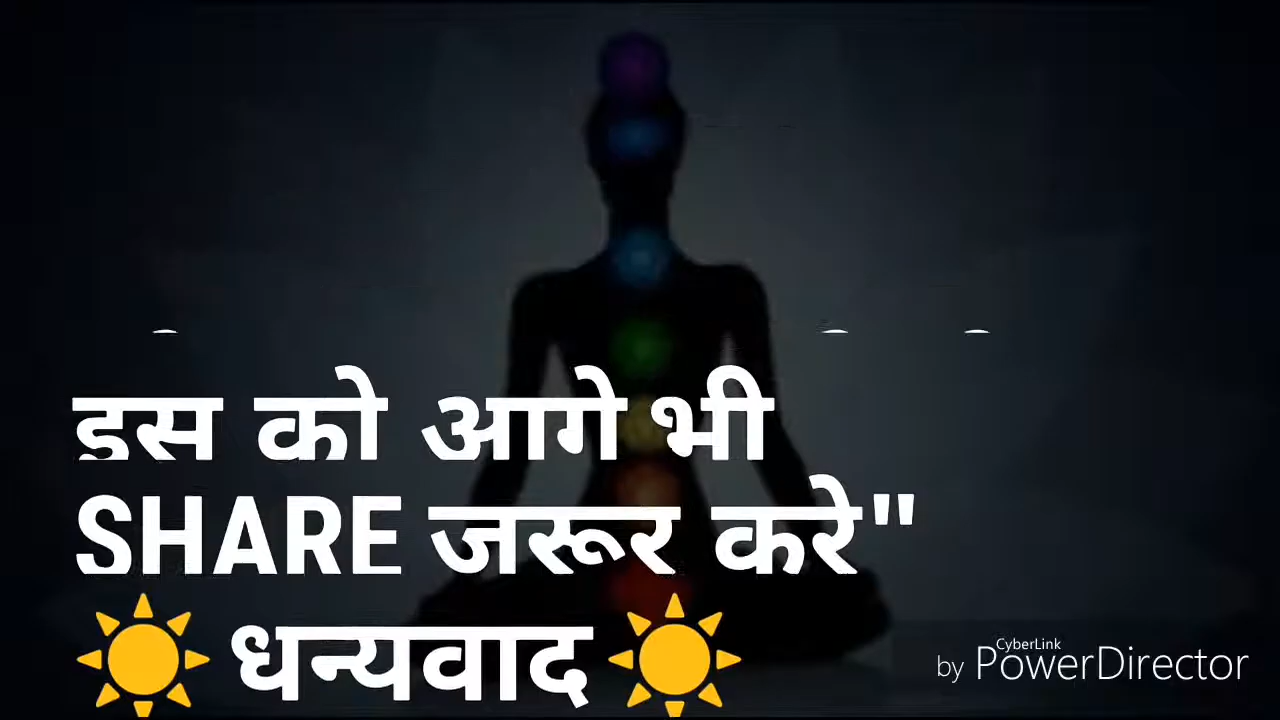 इस को आगे भी
SHARE जरूर करे"
धन्यवाद
CyberLink
by PowerDirector